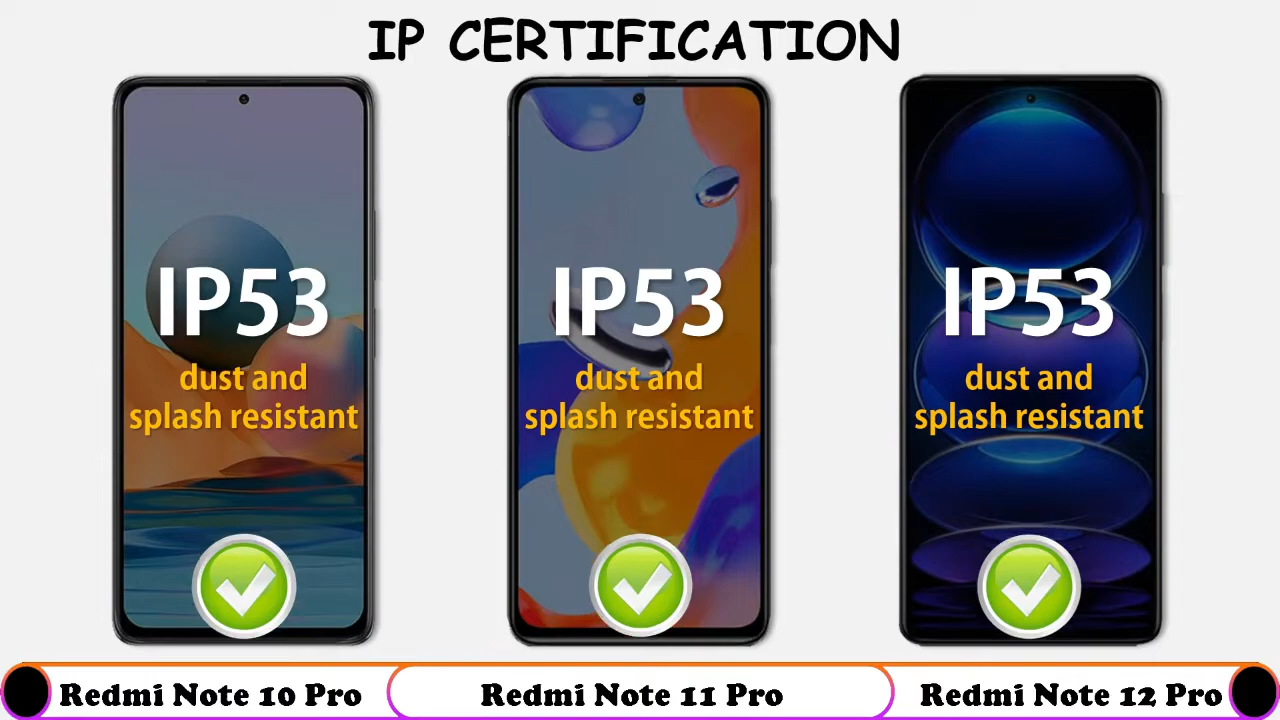 IP CERTIFICATION
IP53
dust and
splash resistant
IP53
dust and
splash resistant
IP53
dust and
splash resistant
Redmi Note 10 Pro
Redmi Note 11 Pro
Redmi Note 12 Pro